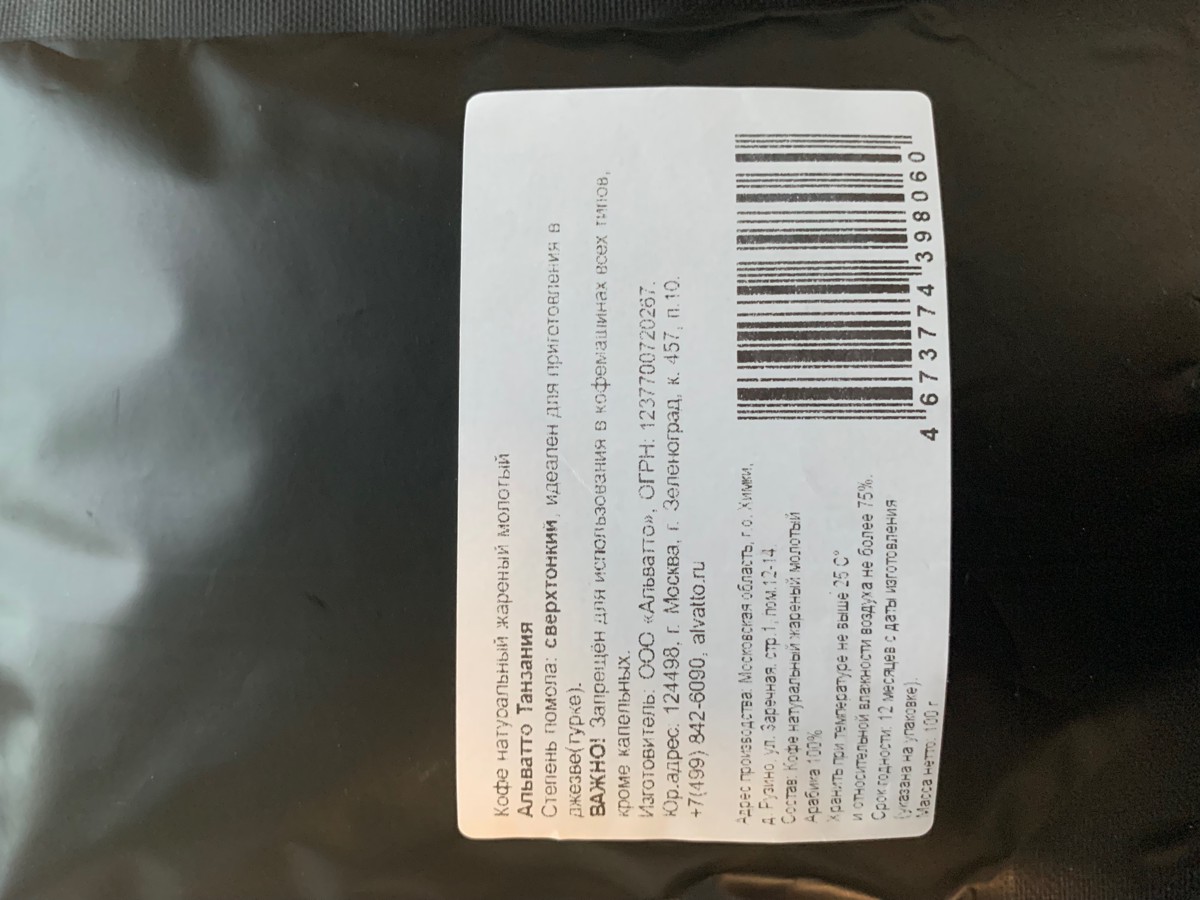 Кофе натуральный жареный молотый
Альватто Танзания
Степень помола: сверхтонкий, идеален для приготовления в
джезве(турке).
ВАЖНО! Запрещён для использования в кофемашинах всех типов,
кроме капельных.
Изготовитель: ООО «Альватто», ОГРН: 1237700720267.
Юр.адрес: 124498, г. Москва, г. Зеленоград, к. 457, п.10.
+7(499) 842-6090, alvatto.ru
Адрес производства: Московская область, г.о. Химки,
д. Рузино, ул. Заречная, стр.1, пом.12-14.
Состав: Кофе натуральный жареный молотый
Арабика 100%
Хранить при температуре не выше 25 С°
и относительной влажности воздуха не более 75%.
Срок годности: 12 месяцев с даты изготовления
(указана на упаковке).
Масса нетто: 100 г
4 673774 398060